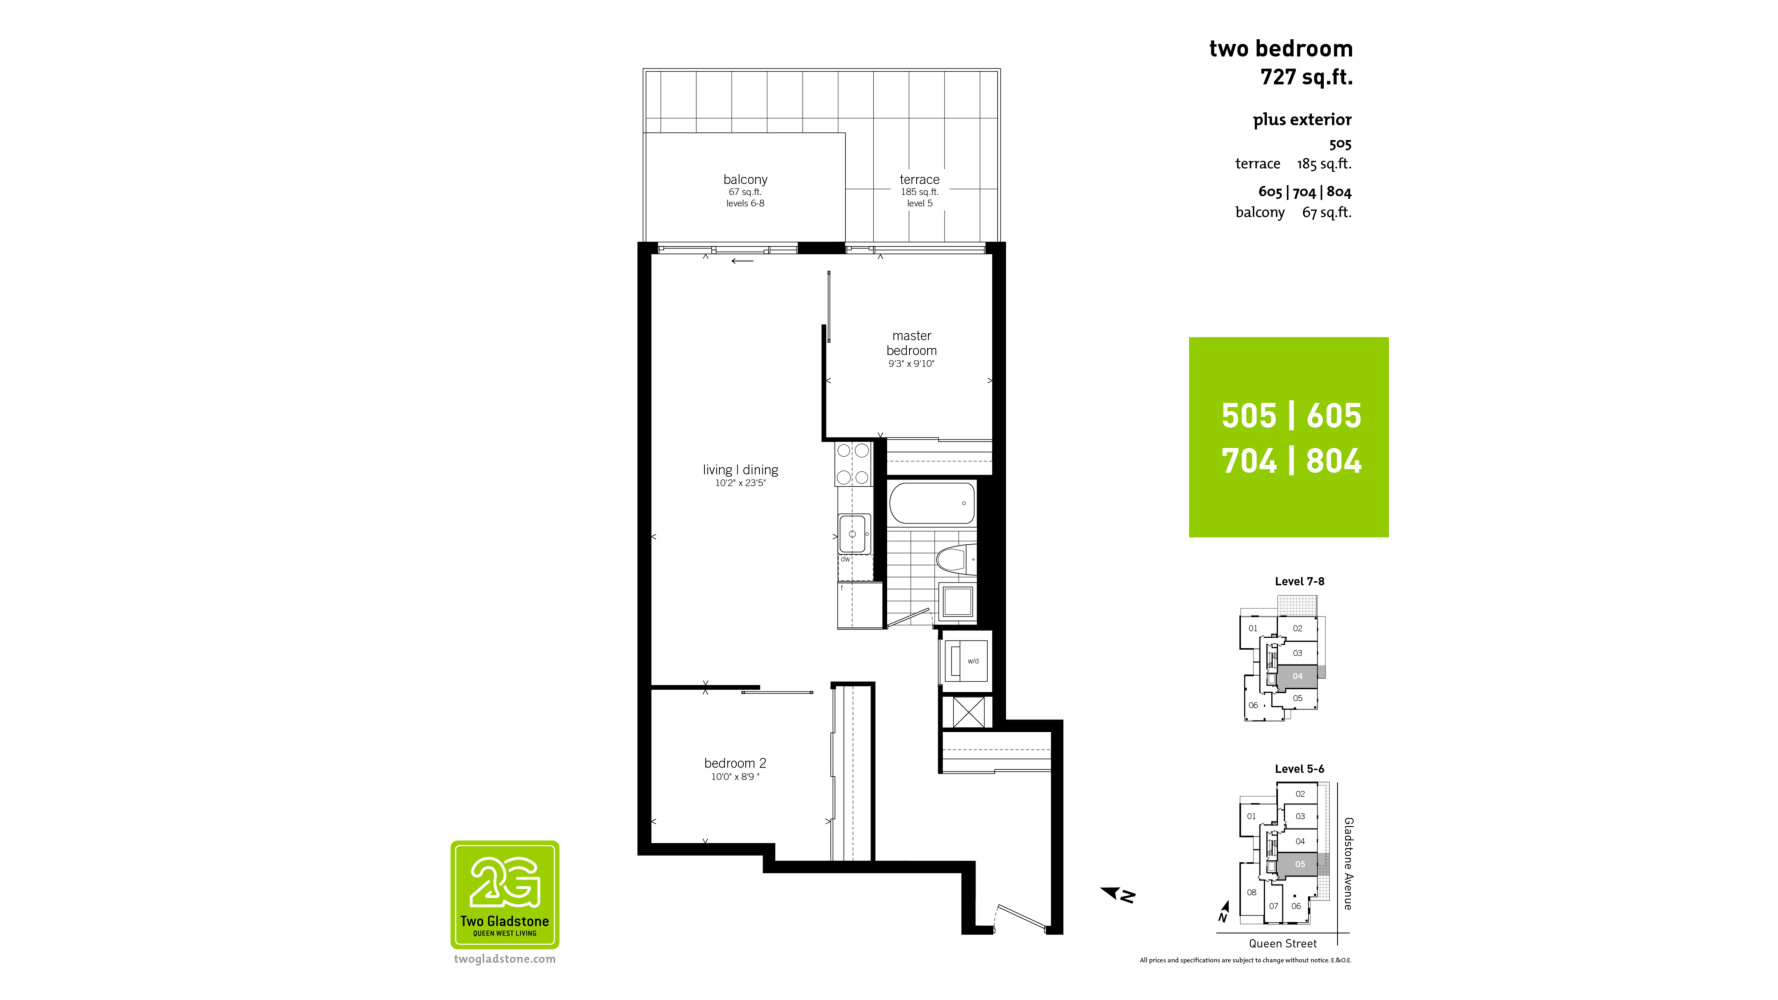 two bedroom
727 sq.ft.
plus exterior
505
terrace 185 sq.ft.
605 | 704 | 804
balcony 67 sq.ft.
balcony
67 sq.ft.
levels 6-8
terrace
185 sq.ft.
level 5
master
bedroom
9'3" x 9'10"
living | dining
10'2" x 23'5"
dw
f
w/d
bedroom 2
10'0" x 8'9 "
505 | 605
704 | 804
Level 7-8
01
02
03
04
05
06
Level 5-6
02
01
03
04
05
08
07
06
Gladstone Avenue
N
N
Queen Street
All prices and specifications are subject to change without notice. E.&O.E.
2G
Two Gladstone
QUEEN WEST LIVING
twogladstone.com